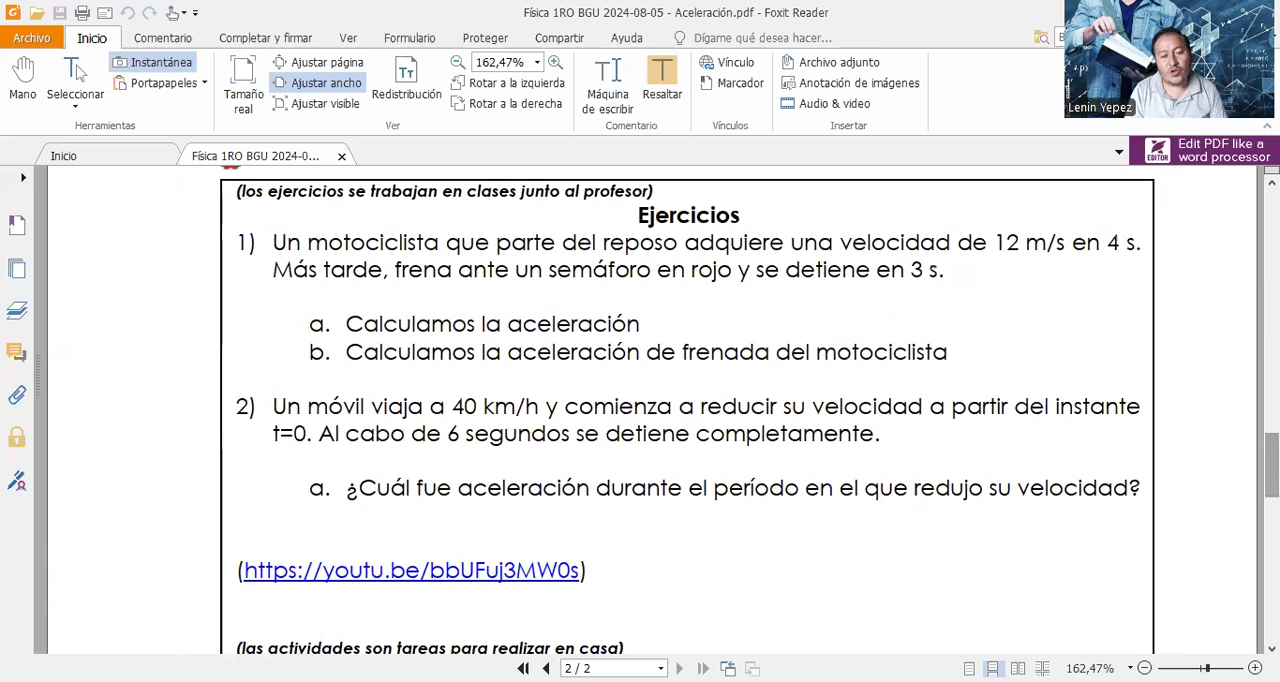 Física 1RO BGU 2024-08-05 - Aceleración.pdf - Foxit Reader
Archivo Inicio Comentario Completar y firmar Ver Formulario Proteger Compartir Ayuda Dígame qué desea hacer...
Mano
Seleccionar
Instantánea
Portapapeles
Herramientas
Tamaño real
Ajustar página
Ajustar ancho
Ajustar visible
Redistribución
162,47%
Rotar a la izquierda
Rotar a la derecha
Ver
Máquina de escribir
Resaltar
Comentario
Vínculo
Marcador
Vínculos
Archivo adjunto
Anotación de imágenes
Audio & video
Insertar
Lenin Yepez
Inicio
Física 1RO BGU 2024-0...
EDITOR
Edit PDF like a
word processor
(los ejercicios se trabajan en clases junto al profesor)
Ejercicios
1) Un motociclista que parte del reposo adquiere una velocidad de 12 m/s en 4 s.
Más tarde, frena ante un semáforo en rojo y se detiene en 3 s.
a. Calculamos la aceleración
b. Calculamos la aceleración de frenada del motociclista
2) Un móvil viaja a 40 km/h y comienza a reducir su velocidad a partir del instante
t=0. Al cabo de 6 segundos se detiene completamente.
a. ¿Cuál fue aceleración durante el período en el que redujo su velocidad?
(https://youtu.be/bbUFuj3MW0s)
(las actividades son tareas para realizar en casa)
2 / 2
162,47%